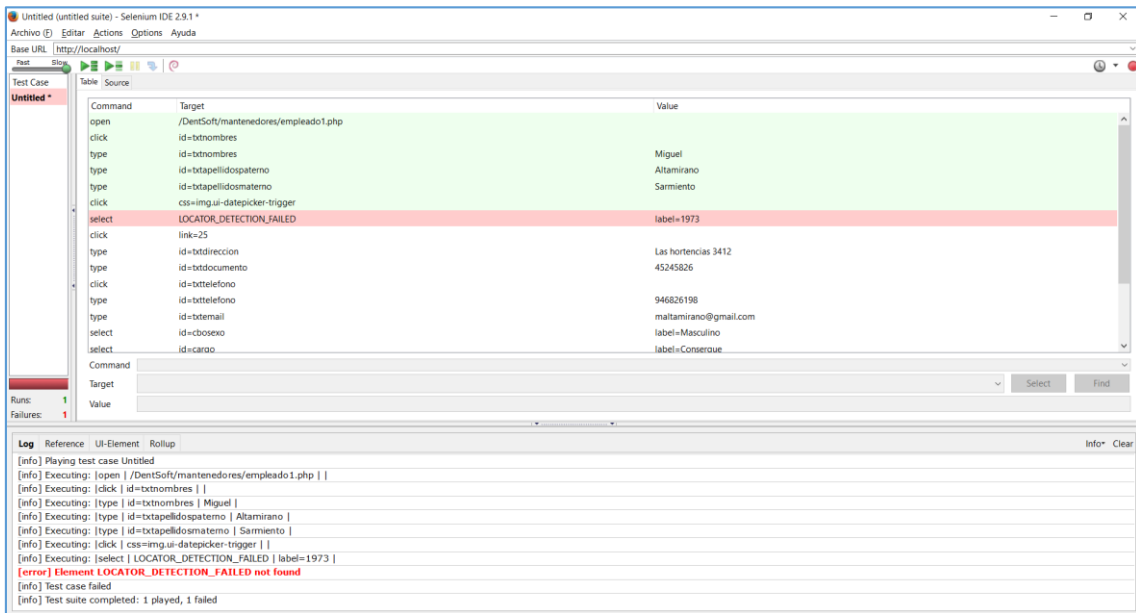 Untitled (untitled suite) - Selenium IDE 2.9.1 *
Archivo (F) Editar Actions Options Ayuda
Base URL http://localhost/
Fast Slow
Test Case Table Source
Untitled *
Command Target Value
open /DentSoft/mantenedores/empleado1.php
click id=txtnombres
type id=txtnombres Miguel
type id=txtapellidospaterno Altamirano
type id=txtapellidosmaterno Sarmiento
click css=img.ui-datepicker-trigger
select LOCATOR_DETECTION_FAILED label=1973
click link=25
type id=txtdireccion Las hortencias 3412
type id=txtdocumento 45245826
click id=txttelefono
type id=txttelefono 946826198
type id=txtemail maltamirano@gmail.com
select id=cbosexo label=Masculino
select id=cargo label=Conserque
Command
Target Select Find
Value
Runs: 1
Failures: 1
Log Reference UI-Element Rollup Info Clear
[info] Playing test case Untitled
[info] Executing: |open | /DentSoft/mantenedores/empleado1.php | |
[info] Executing: |click | id=txtnombres | |
[info] Executing: |type | id=txtnombres | Miguel |
[info] Executing: |type | id=txtapellidospaterno | Altamirano |
[info] Executing: |type | id=txtapellidosmaterno | Sarmiento |
[info] Executing: |click | css=img.ui-datepicker-trigger | |
[info] Executing: |select | LOCATOR_DETECTION_FAILED | label=1973 |
[error] Element LOCATOR_DETECTION_FAILED not found
[info] Test case failed
[info] Test suite completed: 1 played, 1 failed